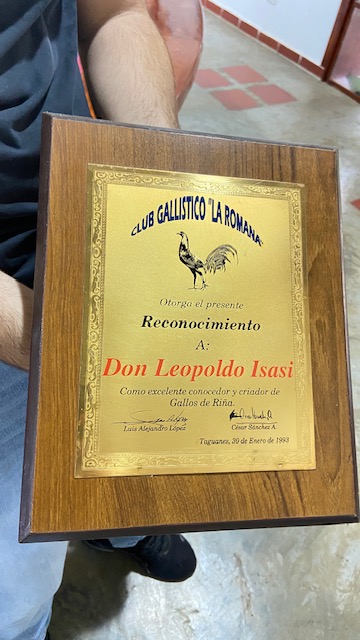 CLUB GALLISTICO "LA ROMANA"
Otorga el presente
Reconocimiento
A:
Don Leopoldo Isasi
Como excelente conocedor y criador de
Gallos de Riña.
Luis Alejandro López
César Sánchez A.
Taguanes, 30 de Enero de 1993